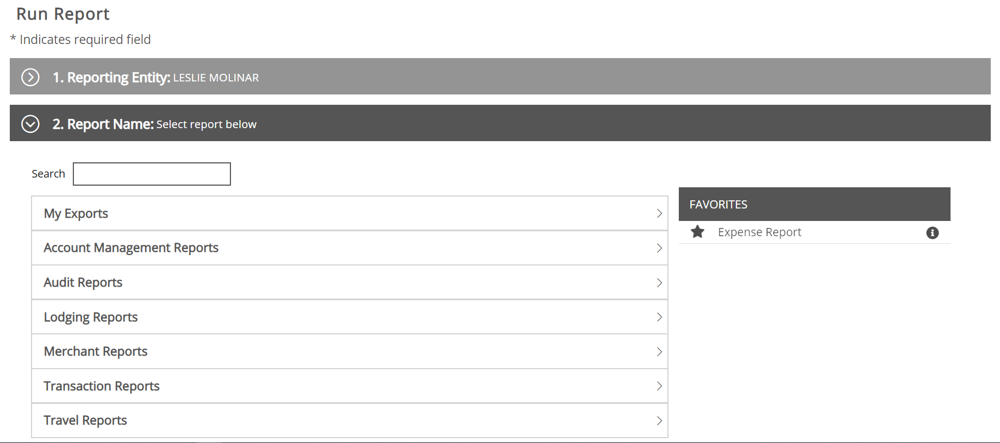 Run Report
* Indicates required field
1. Reporting Entity: LESLIE MOLINAR
2. Report Name: Select report below
Search
My Exports
Account Management Reports
Audit Reports
Lodging Reports
Merchant Reports
Transaction Reports
Travel Reports
FAVORITES
Expense Report